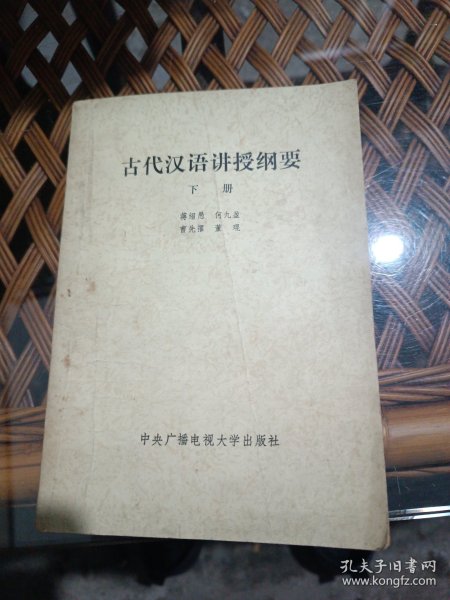 古代汉语讲授纲要
下 册
蒋绍愚 何九盈
曹先擢 董琨
中央广播电视大学出版社
孔夫子旧书网
www.kongfz.com